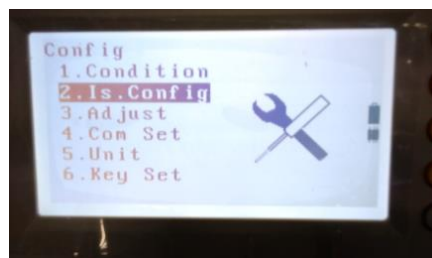 Config
1.Condition
2.Is.Config
3.Adjust
4.Com Set
5.Unit
6.Key Set